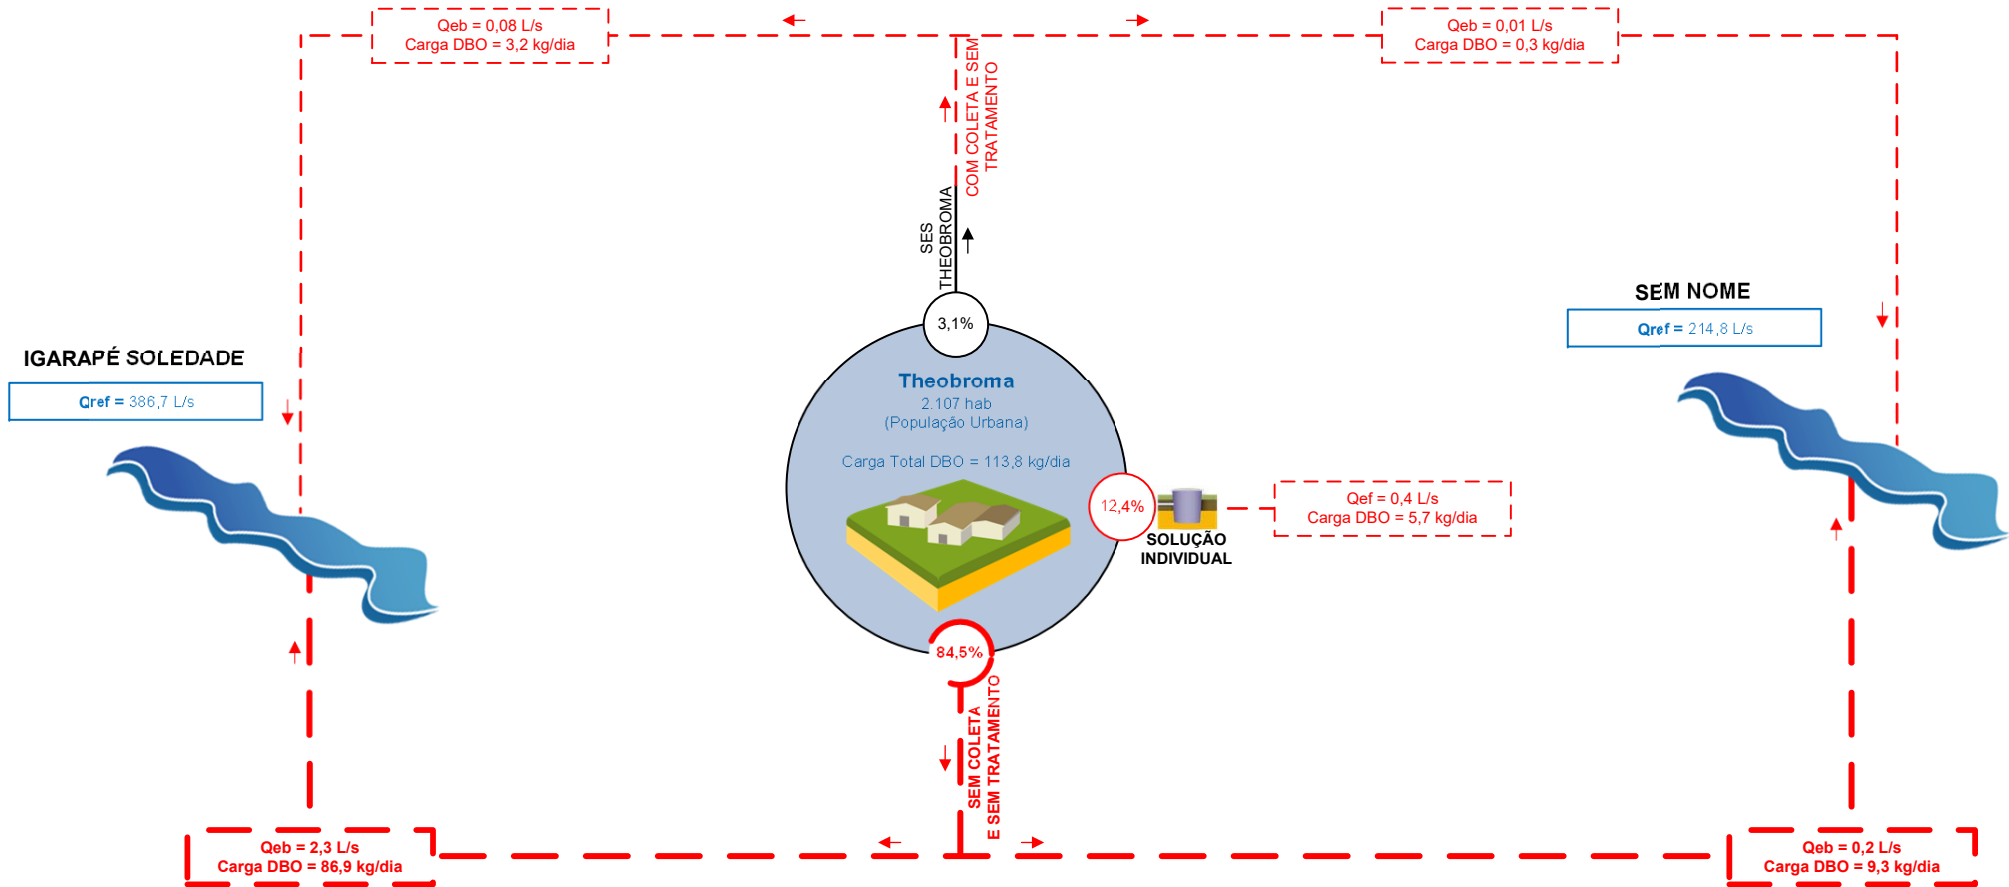 Qeb = 0,08 L/s
Carga DBO = 3,2 kg/dia
Qeb = 0,01 L/s
Carga DBO = 0,3 kg/dia
COM COLETA E SEM
TRATAMENTO
SES
THEOBROMA
3,1%
SEM NOME
Qref = 214,8 L/s
IGARAPÉ SOLEDADE
Qref = 386,7 L/s
Theobroma
2.107 hab
(População Urbana)
Carga Total DBO = 113,8 kg/dia
12,4%
SOLUÇÃO
INDIVIDUAL
Qef = 0,4 L/s
Carga DBO = 5,7 kg/dia
84,5%
SEM COLETA
E SEM TRATAMENTO
Qeb = 2,3 L/s
Carga DBO = 86,9 kg/dia
Qeb = 0,2 L/s
Carga DBO = 9,3 kg/dia